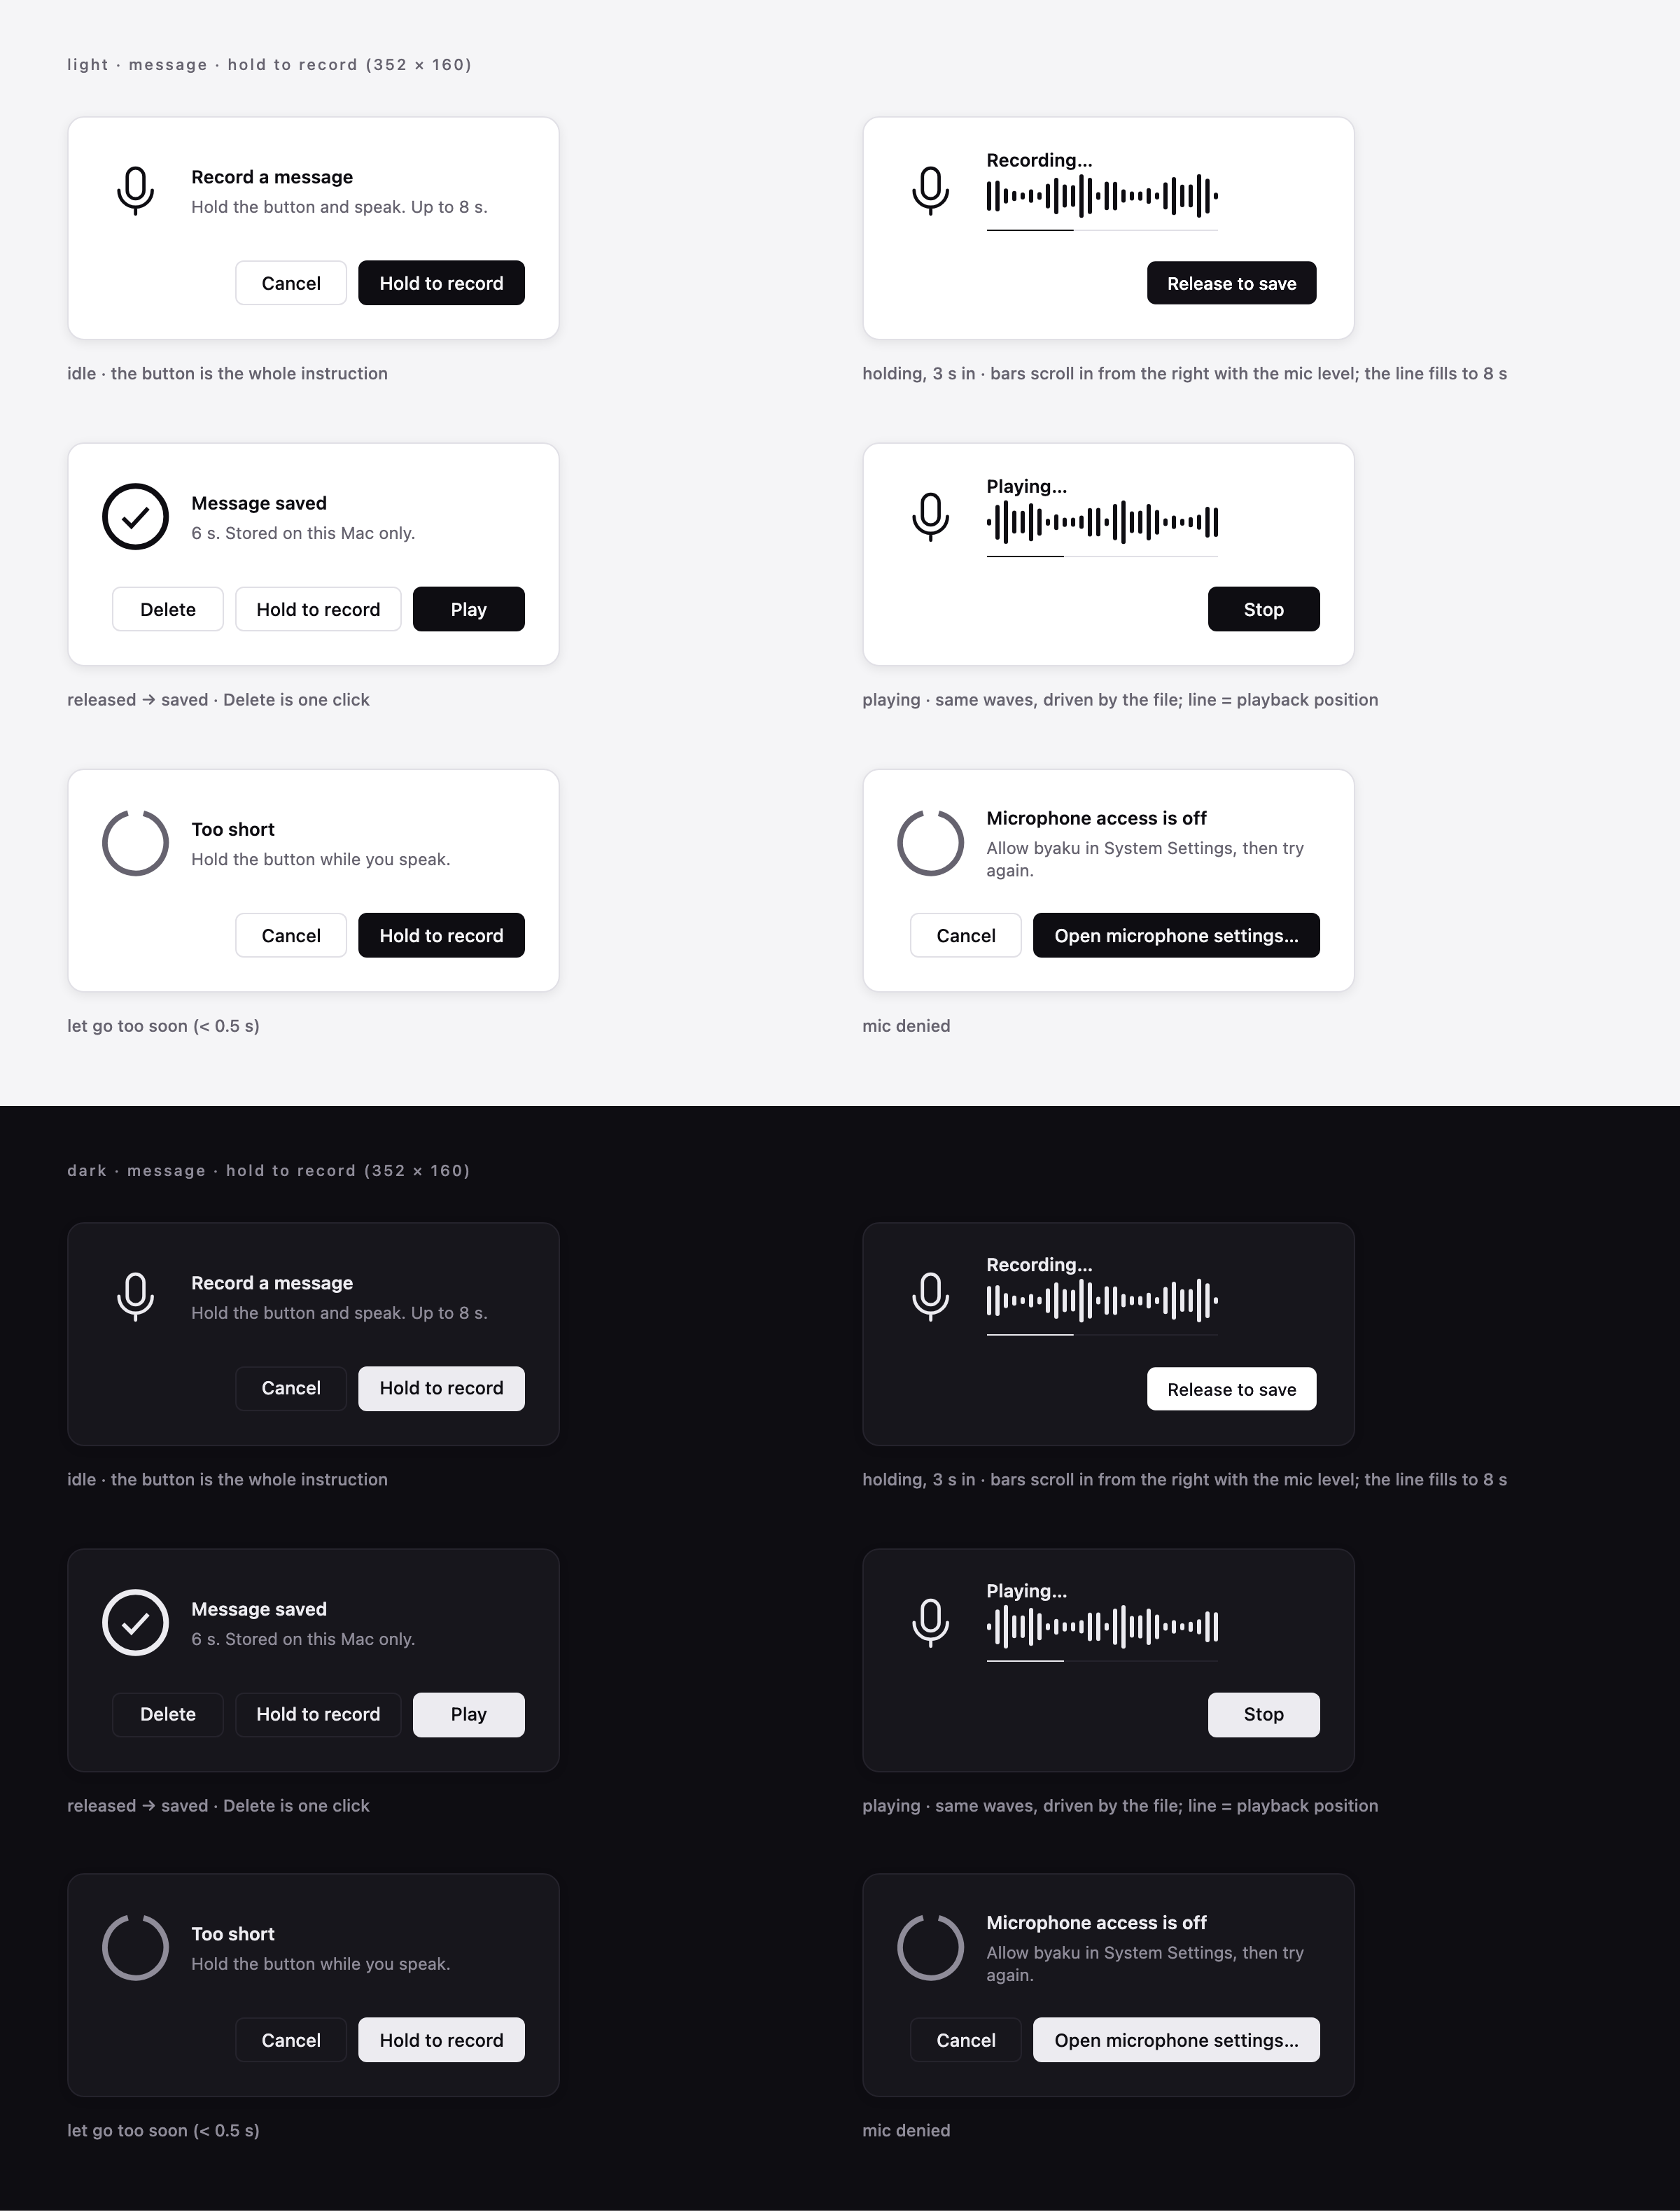 light · message · hold to record (352 × 160)
Record a message
Hold the button and speak. Up to 8 s.
Cancel
Hold to record
idle · the button is the whole instruction
Recording...
Release to save
holding, 3 s in · bars scroll in from the right with the mic level; the line fills to 8 s
Message saved
6 s. Stored on this Mac only.
Delete
Hold to record
Play
released → saved · Delete is one click
Playing...
Stop
playing · same waves, driven by the file; line = playback position
Too short
Hold the button while you speak.
Cancel
Hold to record
let go too soon (< 0.5 s)
Microphone access is off
Allow byaku in System Settings, then try
again.
Cancel
Open microphone settings...
mic denied
dark · message · hold to record (352 × 160)
Record a message
Hold the button and speak. Up to 8 s.
Cancel
Hold to record
idle · the button is the whole instruction
Recording...
Release to save
holding, 3 s in · bars scroll in from the right with the mic level; the line fills to 8 s
Message saved
6 s. Stored on this Mac only.
Delete
Hold to record
Play
released → saved · Delete is one click
Playing...
Stop
playing · same waves, driven by the file; line = playback position
Too short
Hold the button while you speak.
Cancel
Hold to record
let go too soon (< 0.5 s)
Microphone access is off
Allow byaku in System Settings, then try
again.
Cancel
Open microphone settings...
mic denied